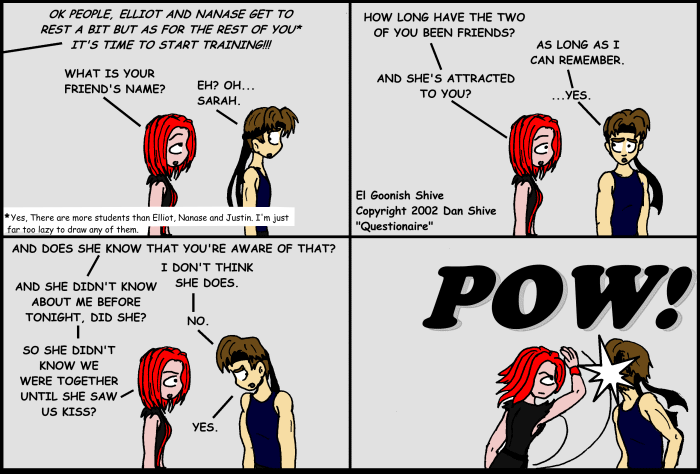 OK PEOPLE, ELLIOT AND NANASE GET TO
REST A BIT BUT AS FOR THE REST OF YOU*
IT'S TIME TO START TRAINING!!!
WHAT IS YOUR
FRIEND'S NAME?
EH? OH...
SARAH.
*Yes, There are more students than Elliot, Nanase and Justin. I'm just
far too lazy to draw any of them.
HOW LONG HAVE THE TWO
OF YOU BEEN FRIENDS?
AS LONG AS I
CAN REMEMBER.
AND SHE'S ATTRACTED
TO YOU?
...YES.
El Goonish Shive
Copyright 2002 Dan Shive
"Questionaire"
AND DOES SHE KNOW THAT YOU'RE AWARE OF THAT?
I DON'T THINK
SHE DOES.
AND SHE DIDN'T KNOW
ABOUT ME BEFORE
TONIGHT, DID SHE?
NO.
SO SHE DIDN'T
KNOW WE
WERE TOGETHER
UNTIL SHE SAW
US KISS?
YES.
POW!